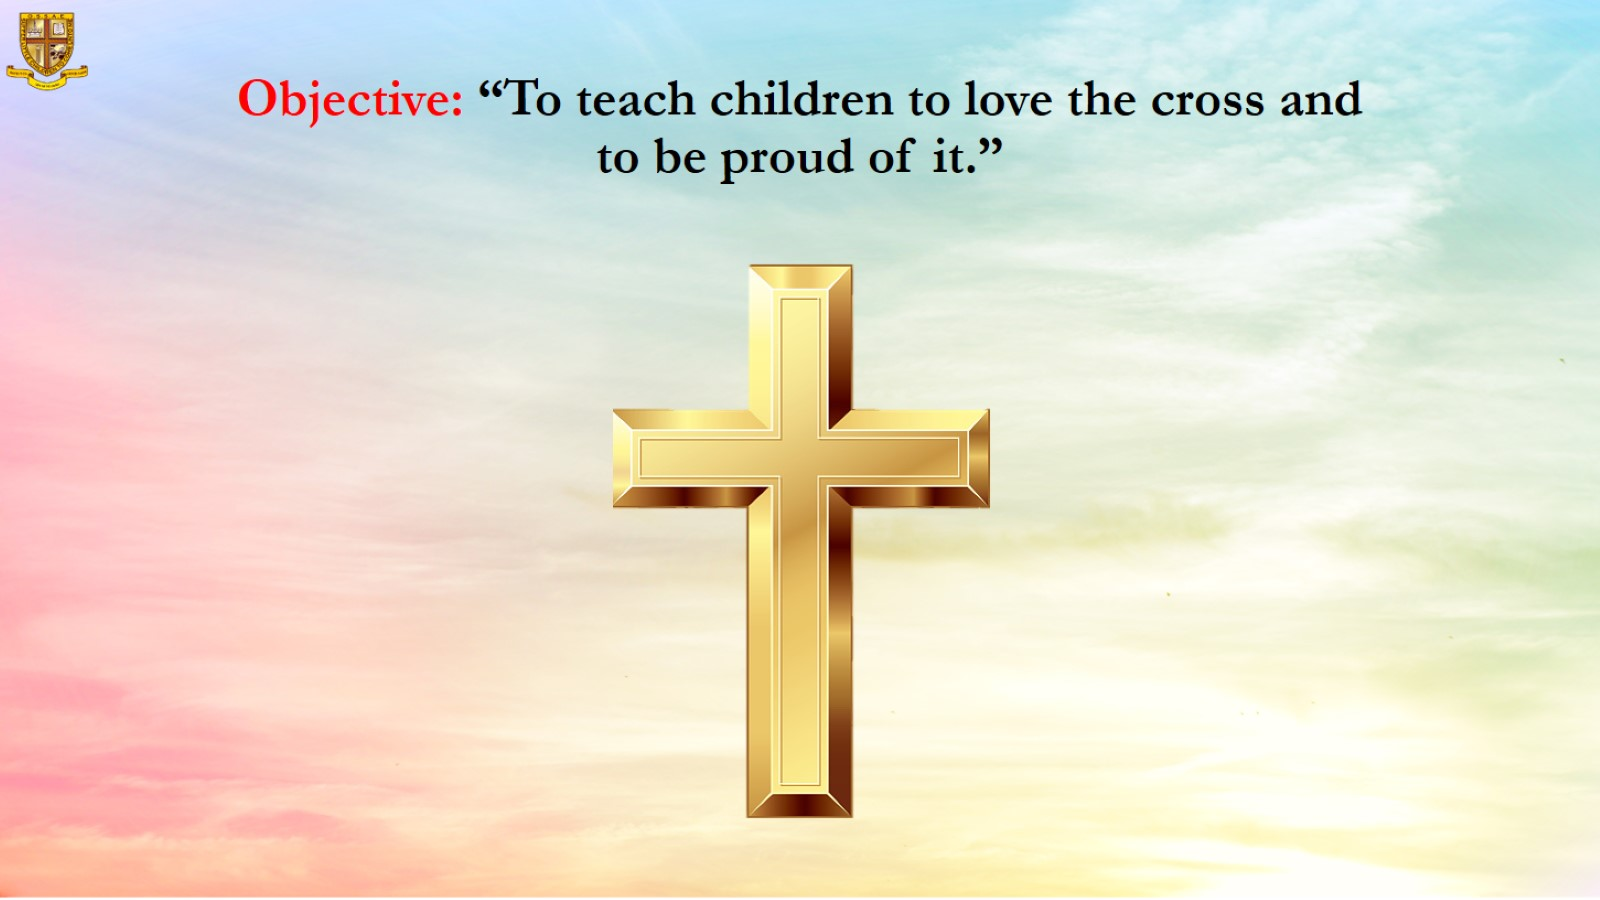 O.S.S.A.E.
Objective: “To teach children to love the cross and
to be proud of it.”